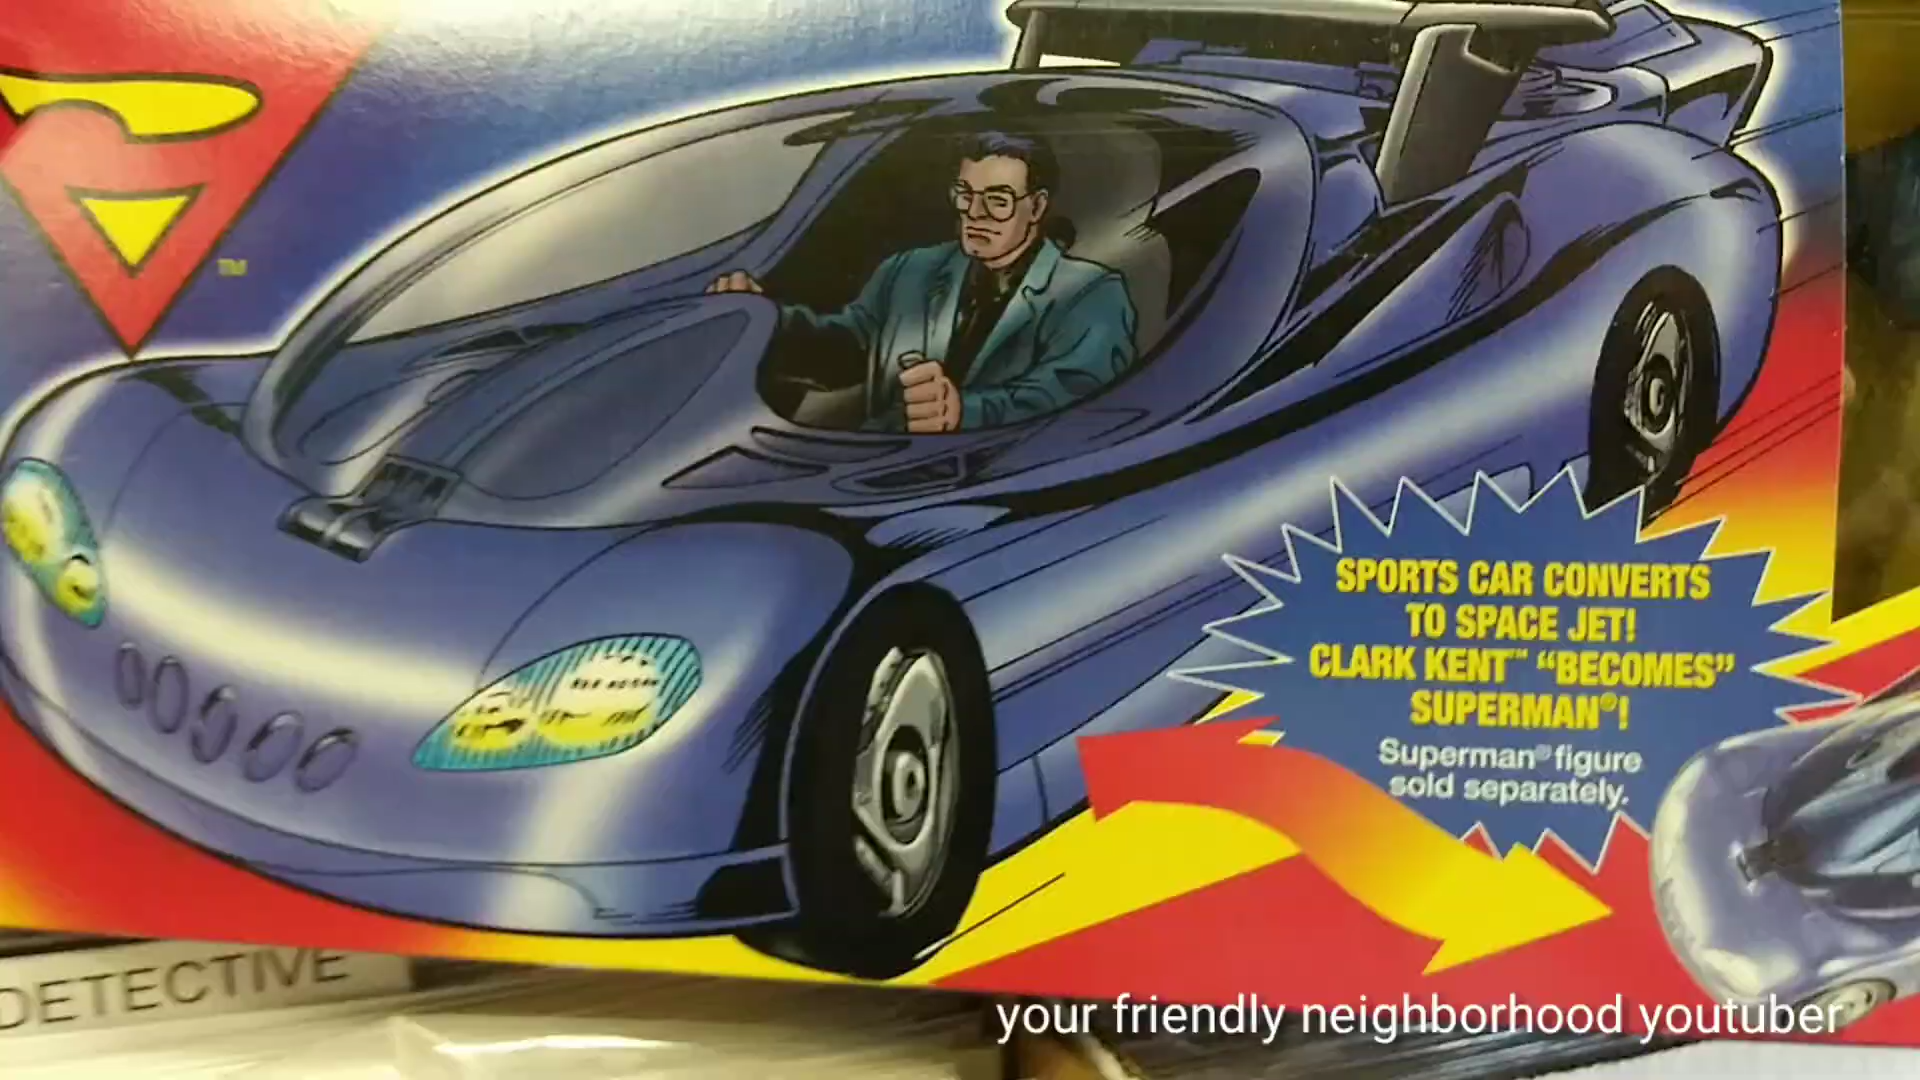 TM
SPORTS CAR CONVERTS
TO SPACE JET!
CLARK KENT™ “BECOMES”
SUPERMAN®!
Superman® figure
sold separately.
DETECTIVE
your friendly neighborhood youtuber